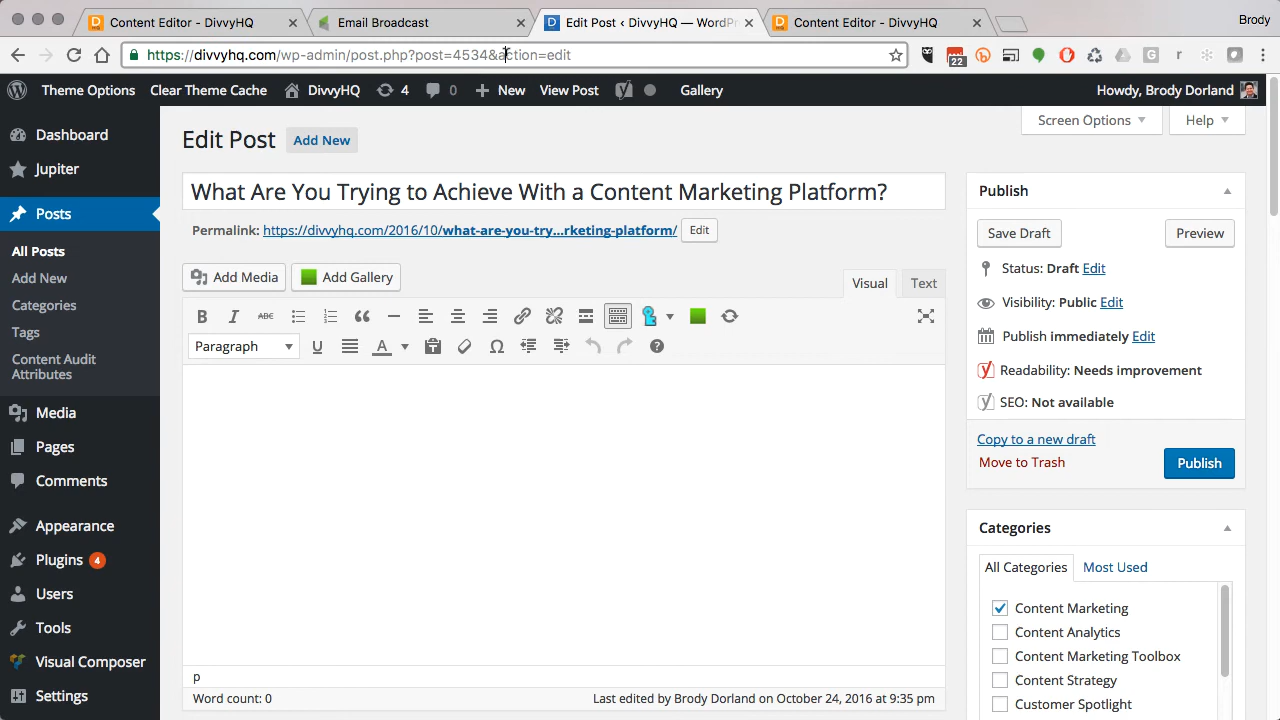 Content Editor - DivvyHQ
Email Broadcast
Edit Post ‹ DivvyHQ — WordPr
Content Editor - DivvyHQ
Brody
https://divvyhq.com/wp-admin/post.php?post=4534&action=edit
22
Theme Options
Clear Theme Cache
DivvyHQ
4
0
New
View Post
Gallery
Howdy, Brody Dorland
Dashboard
Jupiter
Posts
All Posts
Add New
Categories
Tags
Content Audit
Attributes
Media
Pages
Comments
Appearance
Plugins 4
Users
Tools
Visual Composer
Settings
Edit Post
Add New
Screen Options
Help
What Are You Trying to Achieve With a Content Marketing Platform?
Permalink: https://divvyhq.com/2016/10/what-are-you-try...rketing-platform/ Edit
Add Media
Add Gallery
Visual
Text
B I ABC
Paragraph
U A Ω
p
Word count: 0
Last edited by Brody Dorland on October 24, 2016 at 9:35 pm
Publish
Save Draft
Preview
Status: Draft Edit
Visibility: Public Edit
Publish immediately Edit
Readability: Needs improvement
SEO: Not available
Copy to a new draft
Move to Trash
Publish
Categories
All Categories
Most Used
Content Marketing
Content Analytics
Content Marketing Toolbox
Content Strategy
Customer Spotlight